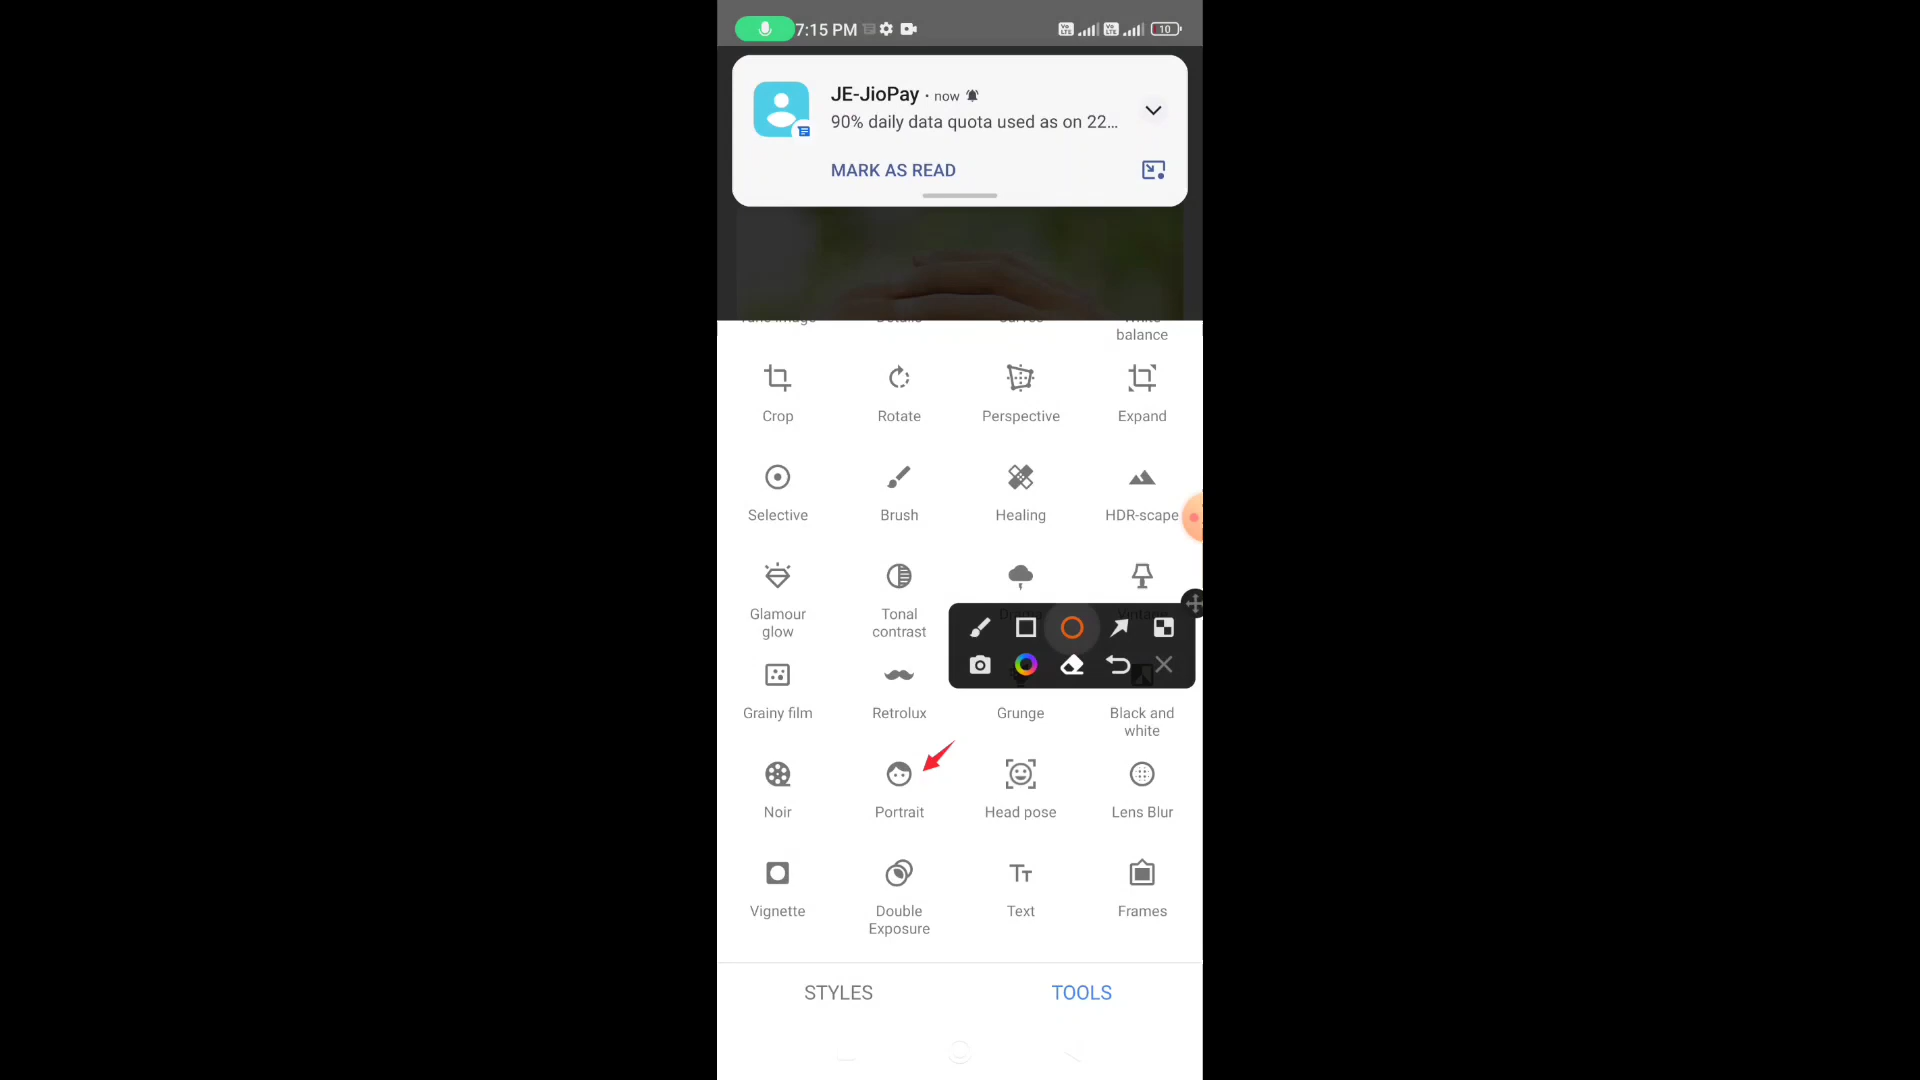 7:15 PM
10
JE-JioPay · now
90% daily data quota used as on 22...
MARK AS READ
balance
Crop
Rotate
Perspective
Expand
Selective
Brush
Healing
HDR-scape
Glamour
glow
Tonal
contrast
Drama
Vintage
Grainy film
Retrolux
Grunge
Black and
white
Noir
Portrait
Head pose
Lens Blur
Vignette
Double
Exposure
Text
Frames
STYLES
TOOLS